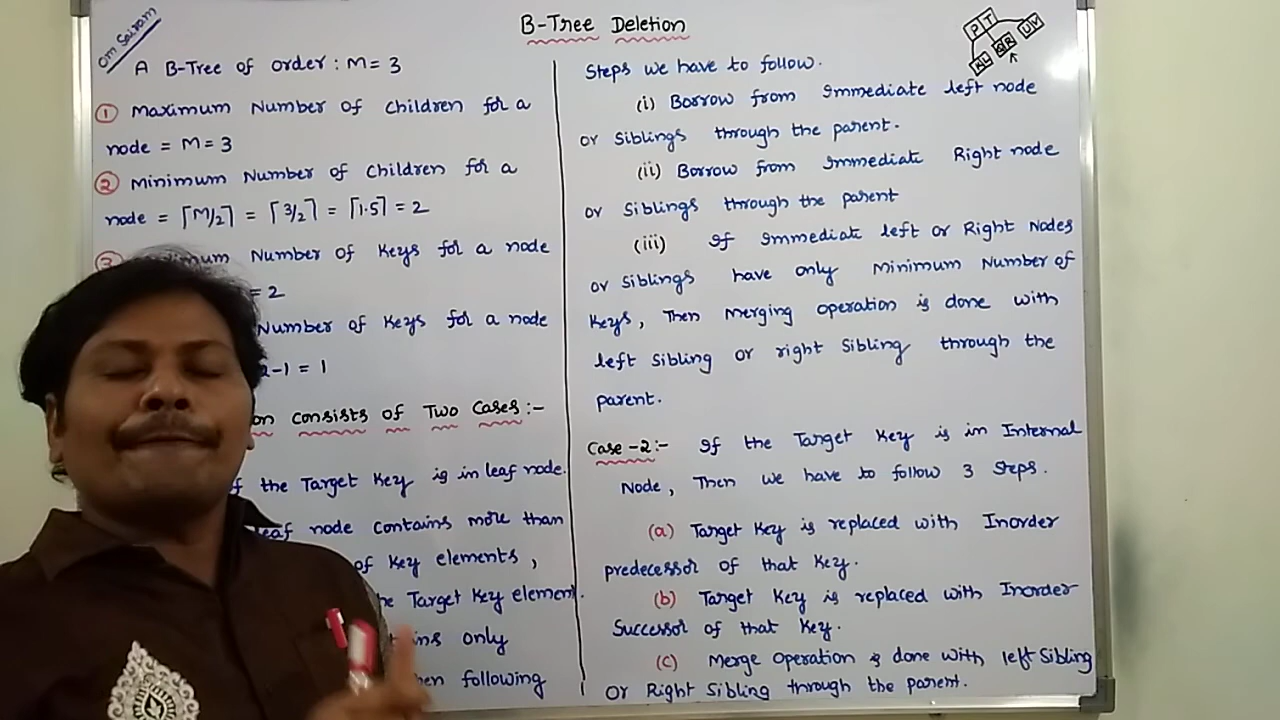 B-Tree Deletion
Om Sairam
A B-Tree of order : M = 3
① Maximum Number of children for a
node = M = 3
② Minimum Number of children for a
node = ⌈M/2⌉ = ⌈3/2⌉ = ⌈1.5⌉ = 2
Number of Keys for a node
= 2
Number of Keys for a node
2-1 = 1
consists of Two Cases :-
the Target Key is in leaf node.
leaf node contains more than
of Key elements ,
Target Key element.
only
following
Steps we have to follow.
(i) Borrow from Immediate left node
or siblings through the parent.
(ii) Borrow from Immediate Right node
or siblings through the parent
(iii) If Immediate left or Right Nodes
or siblings have only Minimum Number of
Keys, Then Merging operation is done with
left sibling or right sibling through the
parent.
Case-2:- If the Target Key is in Internal
Node, Then we have to follow 3 steps.
(a) Target Key is replaced with Inorder
predecessor of that Key.
(b) Target Key is replaced with Inorder
Successor of that Key.
(c) Merge operation is done with left Sibling
Or Right Sibling through the parent.
P T
U V
Q R